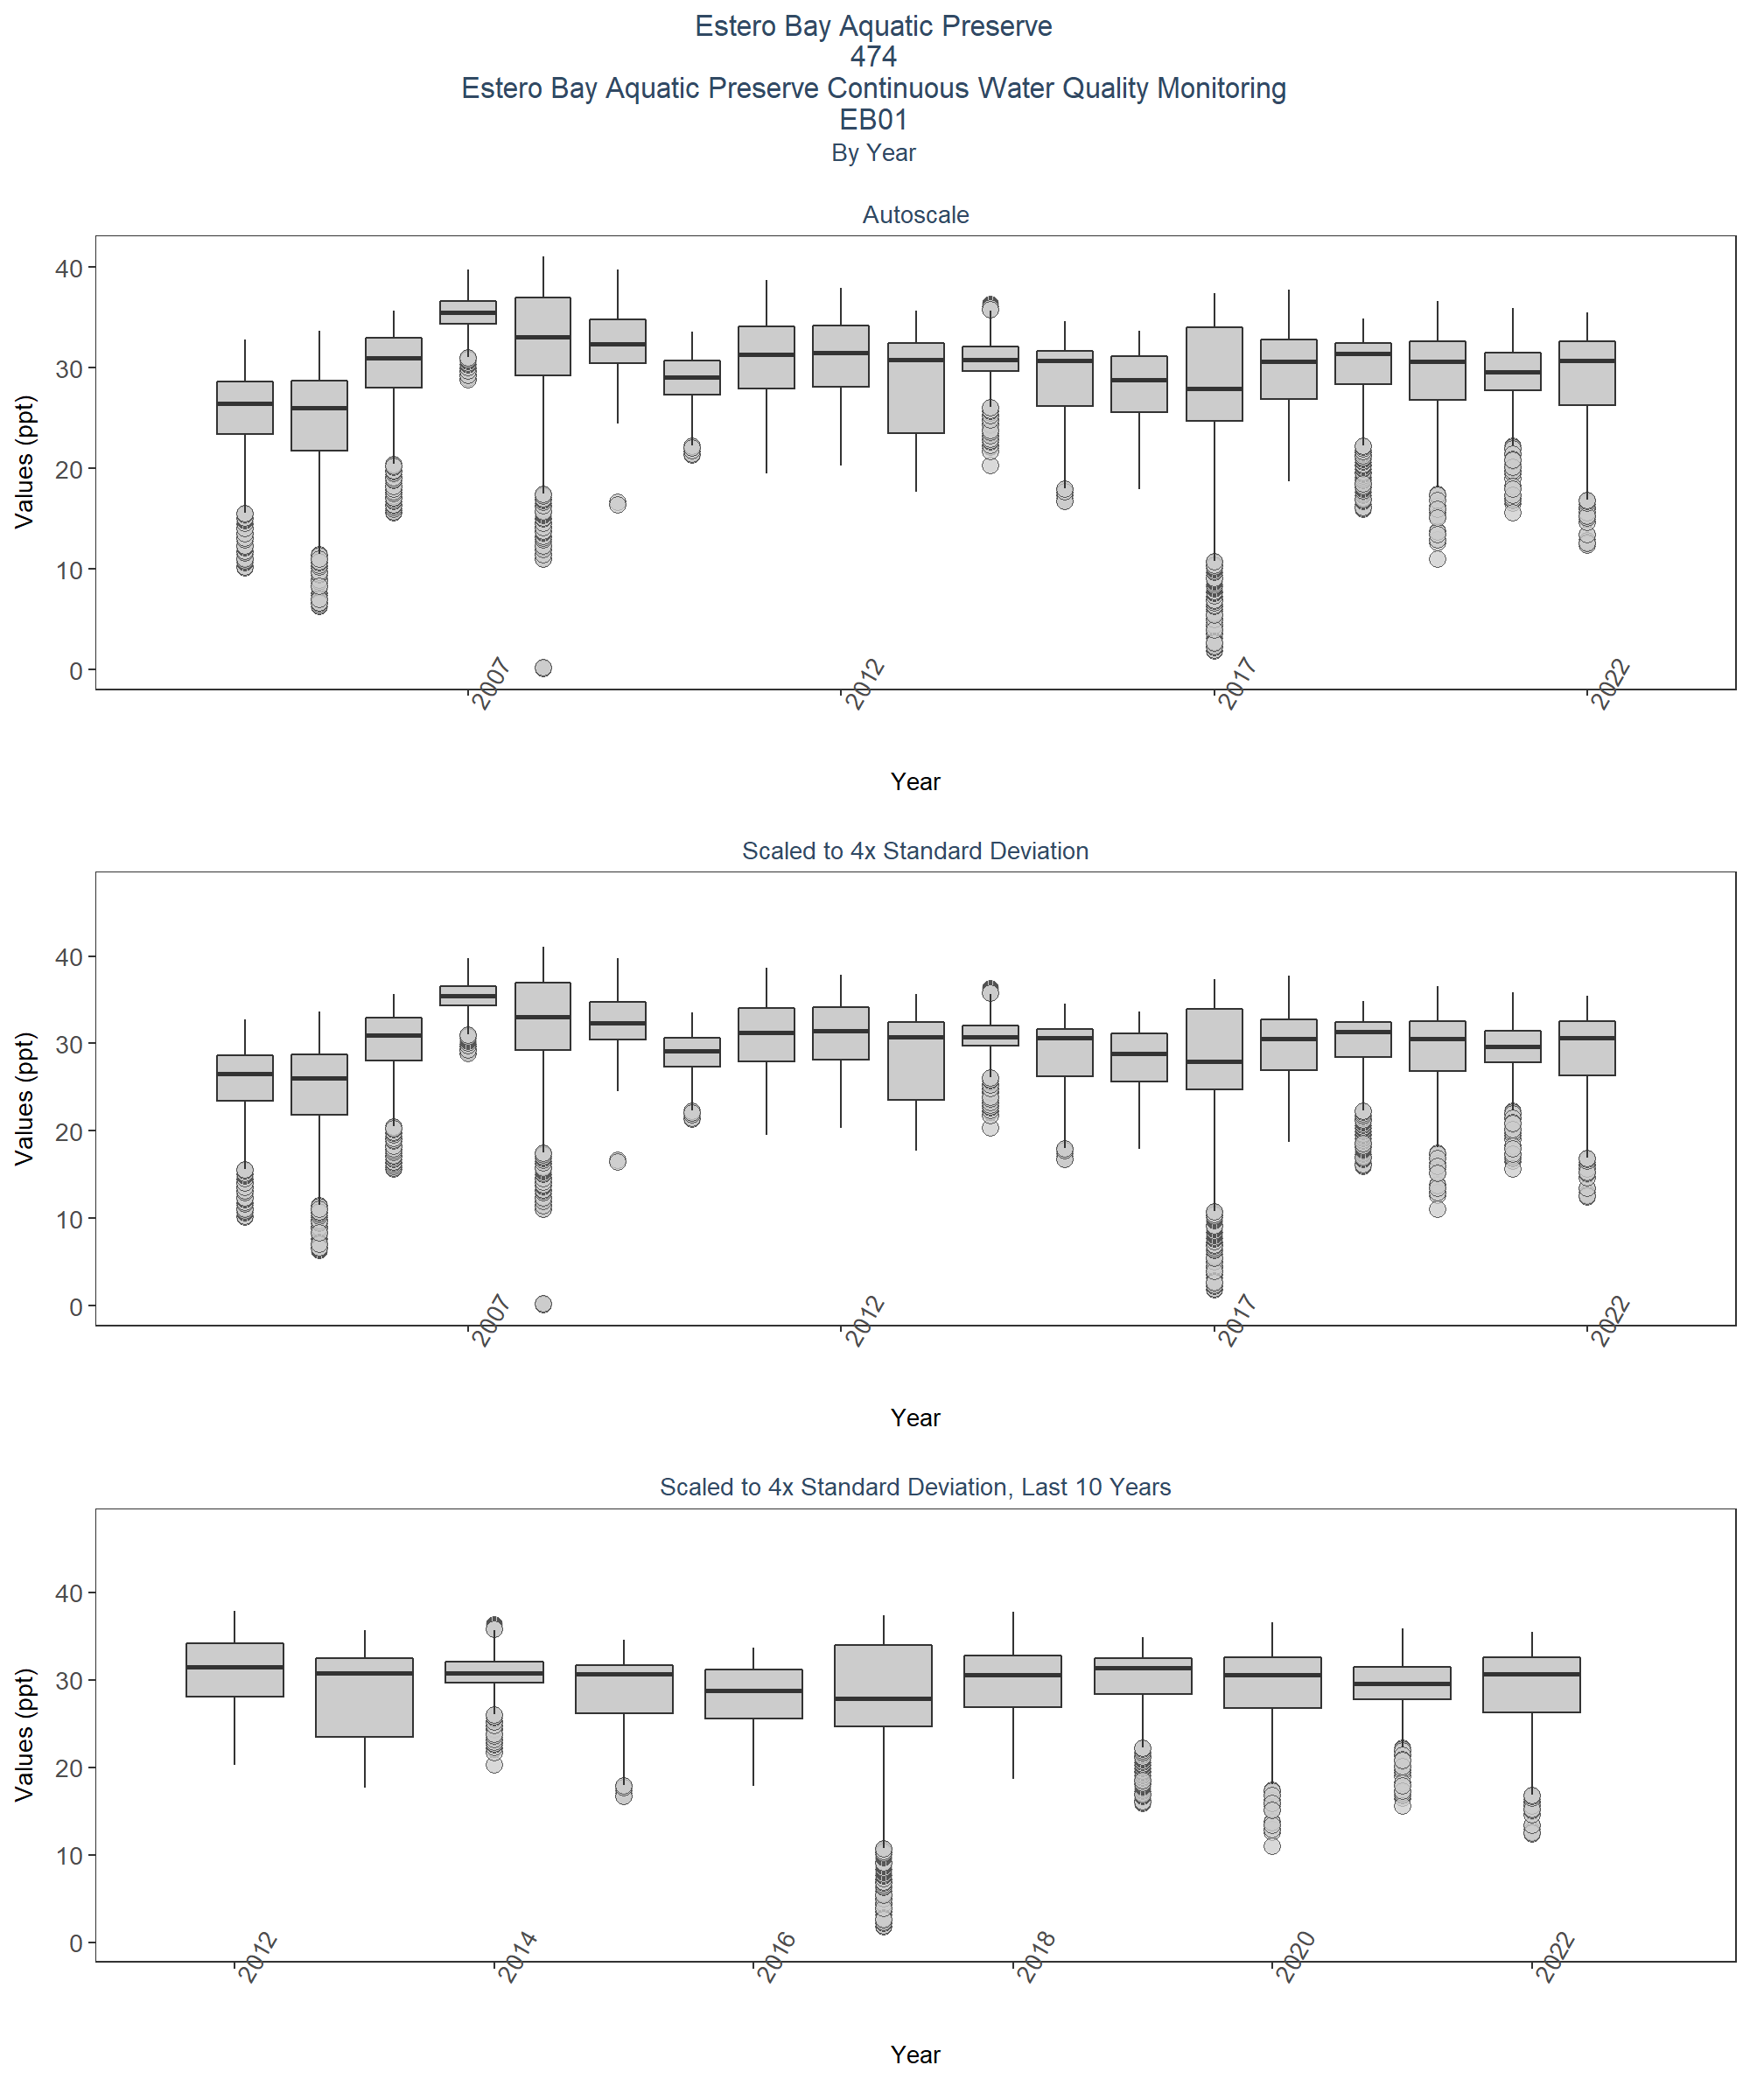 Estero Bay Aquatic Preserve
474
Estero Bay Aquatic Preserve Continuous Water Quality Monitoring
EB01
By Year
Autoscale
Values (ppt)
40
30
20
10
0
2007
2012
2017
2022
Year
Scaled to 4x Standard Deviation
Values (ppt)
40
30
20
10
0
2007
2012
2017
2022
Year
Scaled to 4x Standard Deviation, Last 10 Years
Values (ppt)
40
30
20
10
0
2012
2014
2016
2018
2020
2022
Year